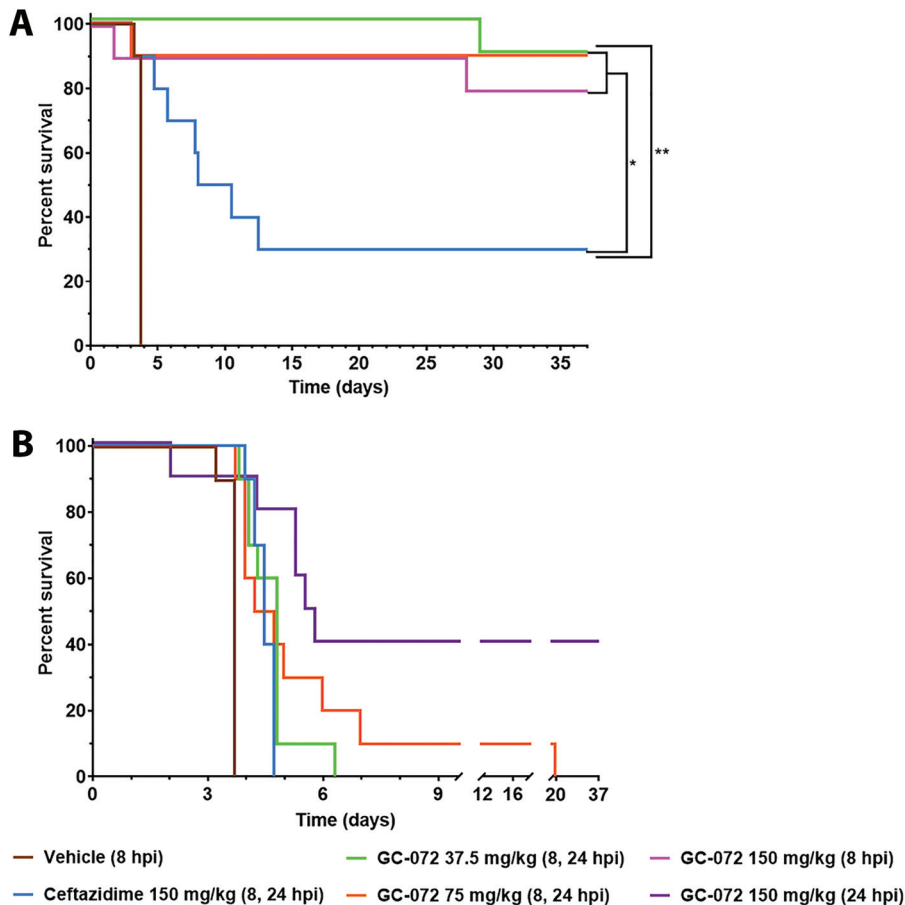 A
Percent survival
100
80
60
40
20
0
0 5 10 15 20 25 30 35
Time (days)
*
**
B
Percent survival
100
80
60
40
20
0
0 3 6 9 12 16 20 37
Time (days)
Vehicle (8 hpi)
GC-072 37.5 mg/kg (8, 24 hpi)
GC-072 150 mg/kg (8 hpi)
Ceftazidime 150 mg/kg (8, 24 hpi)
GC-072 75 mg/kg (8, 24 hpi)
GC-072 150 mg/kg (24 hpi)